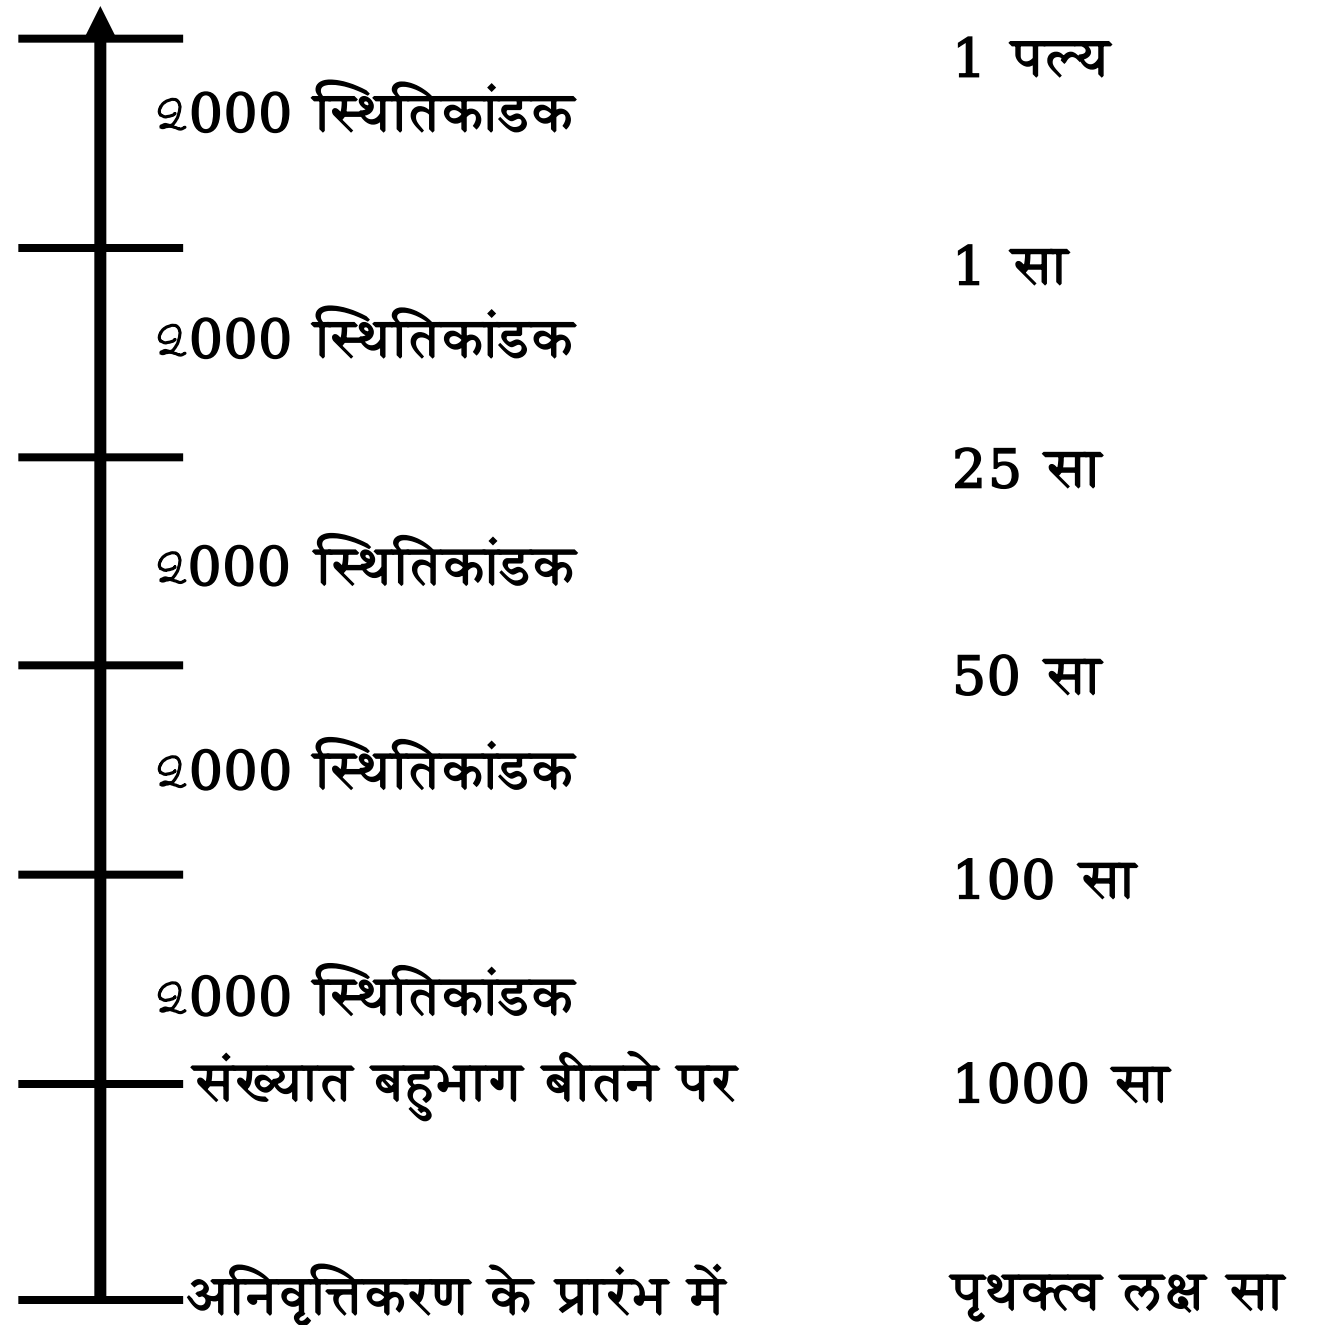 1 पल्य
२000 स्थितिकांडक
1 सा
२000 स्थितिकांडक
25 सा
२000 स्थितिकांडक
50 सा
२000 स्थितिकांडक
100 सा
२000 स्थितिकांडक
संख्यात बहुभाग बीतने पर 1000 सा
अनिवृत्तिकरण के प्रारंभ में पृथक्त्व लक्ष सा